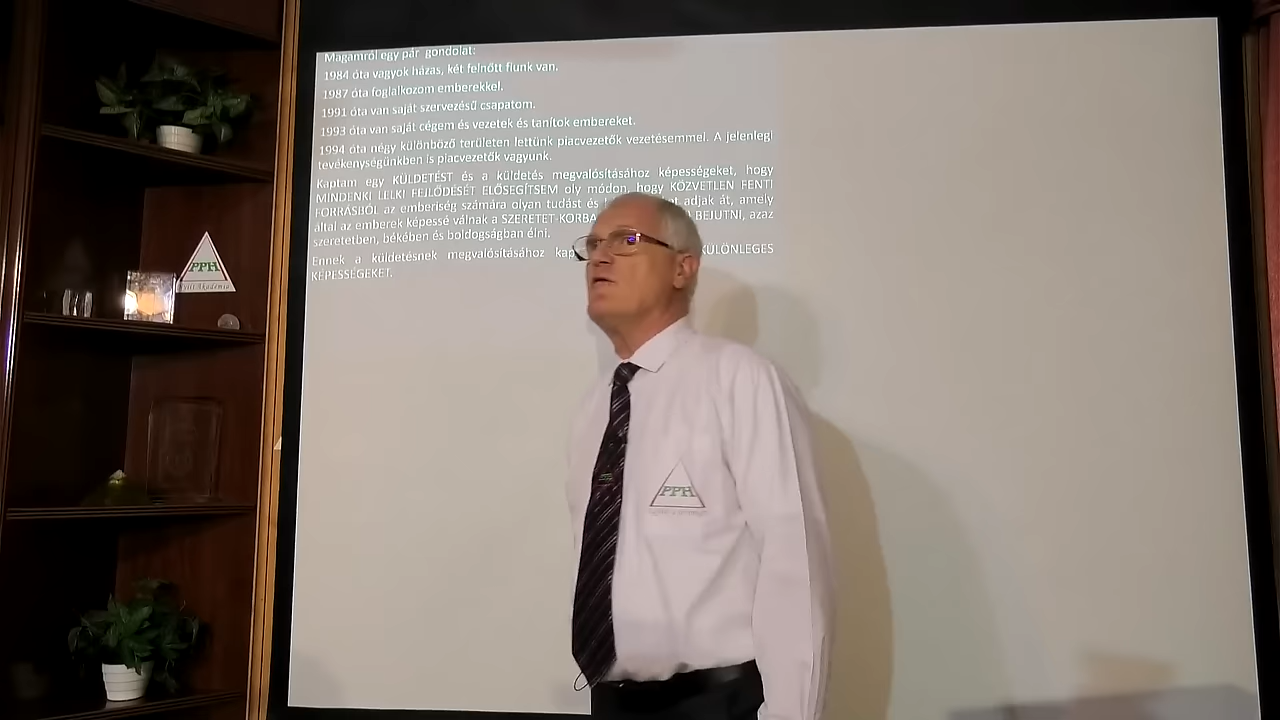 Magamról egy pár gondolat:
1984 óta vagyok házas, két felnőtt fiunk van.
1987 óta foglalkozom emberekkel.
1991 óta van saját szervezésű csapatom.
1993 óta van saját cégem és vezetek és tanítok embereket.
1994 óta négy különböző területen lettünk piacvezetők vezetésemmel. A jelenlegi
tevékenységünkben is piacvezetők vagyunk.
Kaptam egy KÜLDETÉST és a küldetés megvalósításához képességeket, hogy
MINDENKI LELKI FEJLŐDÉSÉT ELŐSEGÍTSEM oly módon, hogy KÖZVETLEN FENTI
FORRÁSBÓL az emberiség számára olyan tudást és adjak át, amely
által az emberek képessé válnak a SZERETET-KORBA BEJUTNI, azaz
szeretetben, békében és boldogságban élni.
Ennek a küldetésnek megvalósításához KÜLÖNLEGES
KÉPESSÉGEKET.
PPH
PPH